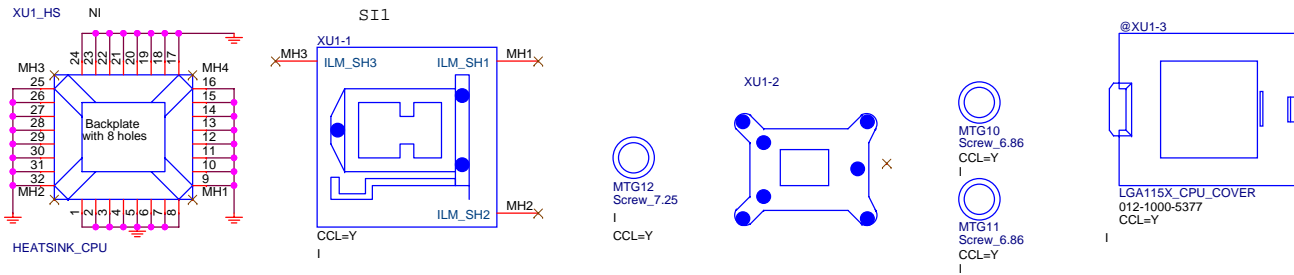 XU1_HS NI
24 23 22 21 20 19 18 17
MH3 MH4
25 16
26 15
27 14
28 13
29 12
30 11
31 10
32 9
MH2 MH1
Backplate
with 8 holes
1 2 3 4 5 6 7 8
HEATSINK_CPU
SI1
XU1-1
MH3 MH1
ILM_SH3 ILM_SH1
MH2
ILM_SH2
CCL=Y
I
MTG12
Screw_7.25
I
CCL=Y
XU1-2
MTG10
Screw_6.86
CCL=Y
I
MTG11
Screw_6.86
CCL=Y
I
@XU1-3
LGA115X_CPU_COVER
012-1000-5377
CCL=Y
I